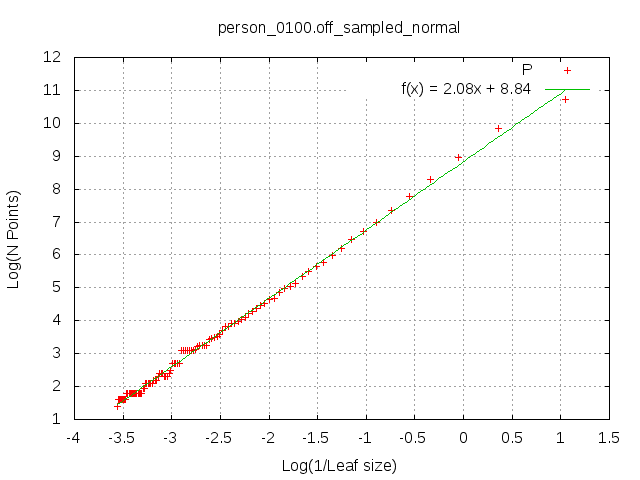 person_0100.off_sampled_normal
12
11
10
9
8
7
6
5
4
3
2
1
Log(N Points)
P
f(x) = 2.08x + 8.84
-4 -3.5 -3 -2.5 -2 -1.5 -1 -0.5 0 0.5 1 1.5
Log(1/Leaf size)